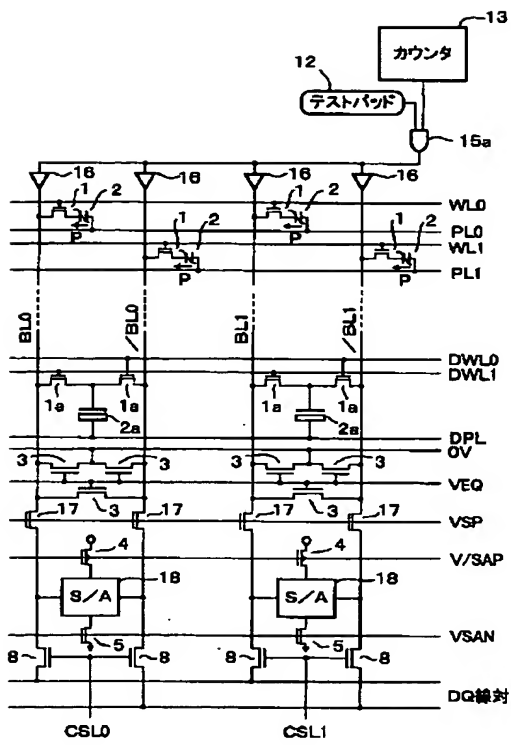 13
カウンタ
12
テストパッド
15a
16 16 16 16
1 2 1 2 WL0
P P PL0
1 2 1 2 WL1
P P PL1
BL0 /BL0 BL1 /BL1
DWL0
DWL1
1a 1a 1a 1a
2a 2a
DPL
0V
3 3 3 3
VEQ
3 3
17 17 17 17 VSP
4 4
V/SAP
18 18
S/A S/A
VSAN
5 5
8 8 8 8
DQ線対
CSL0 CSL1